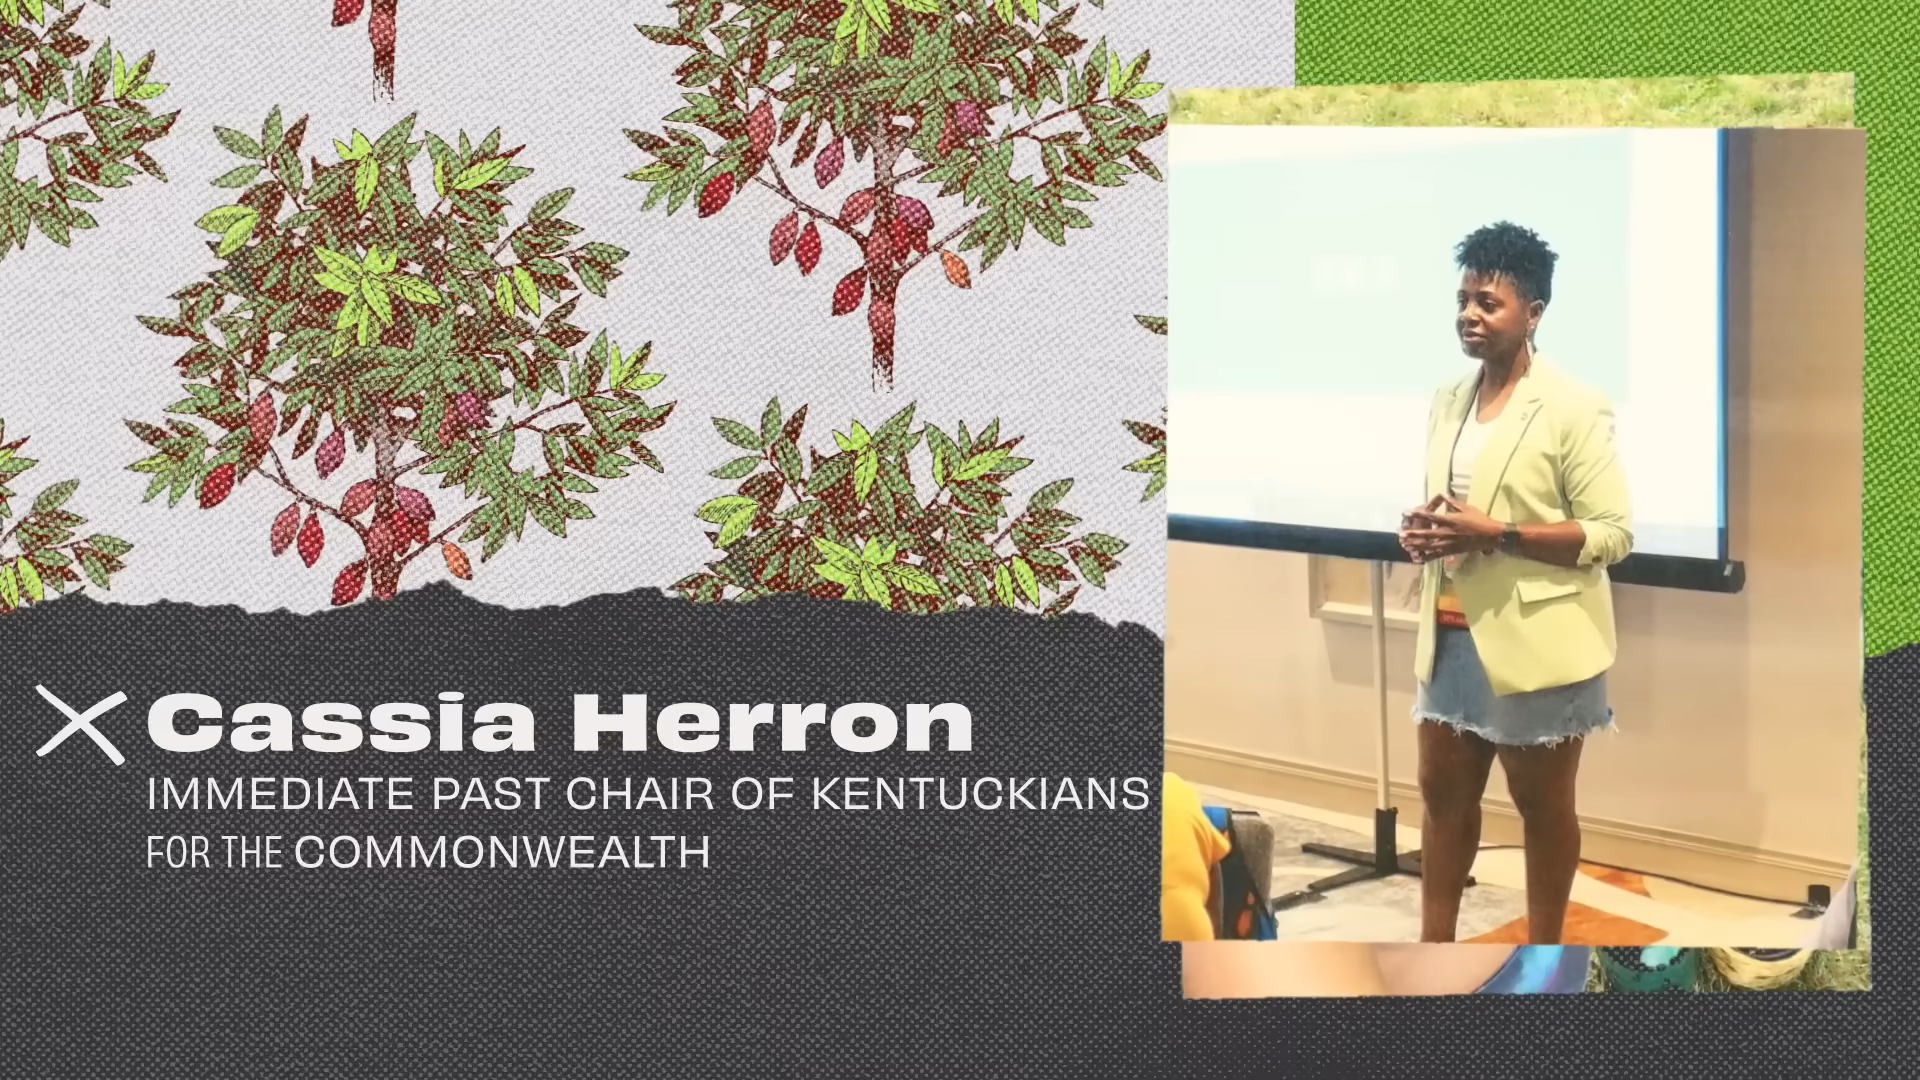 Cassia Herron
IMMEDIATE PAST CHAIR OF KENTUCKIANS
FOR THE COMMONWEALTH